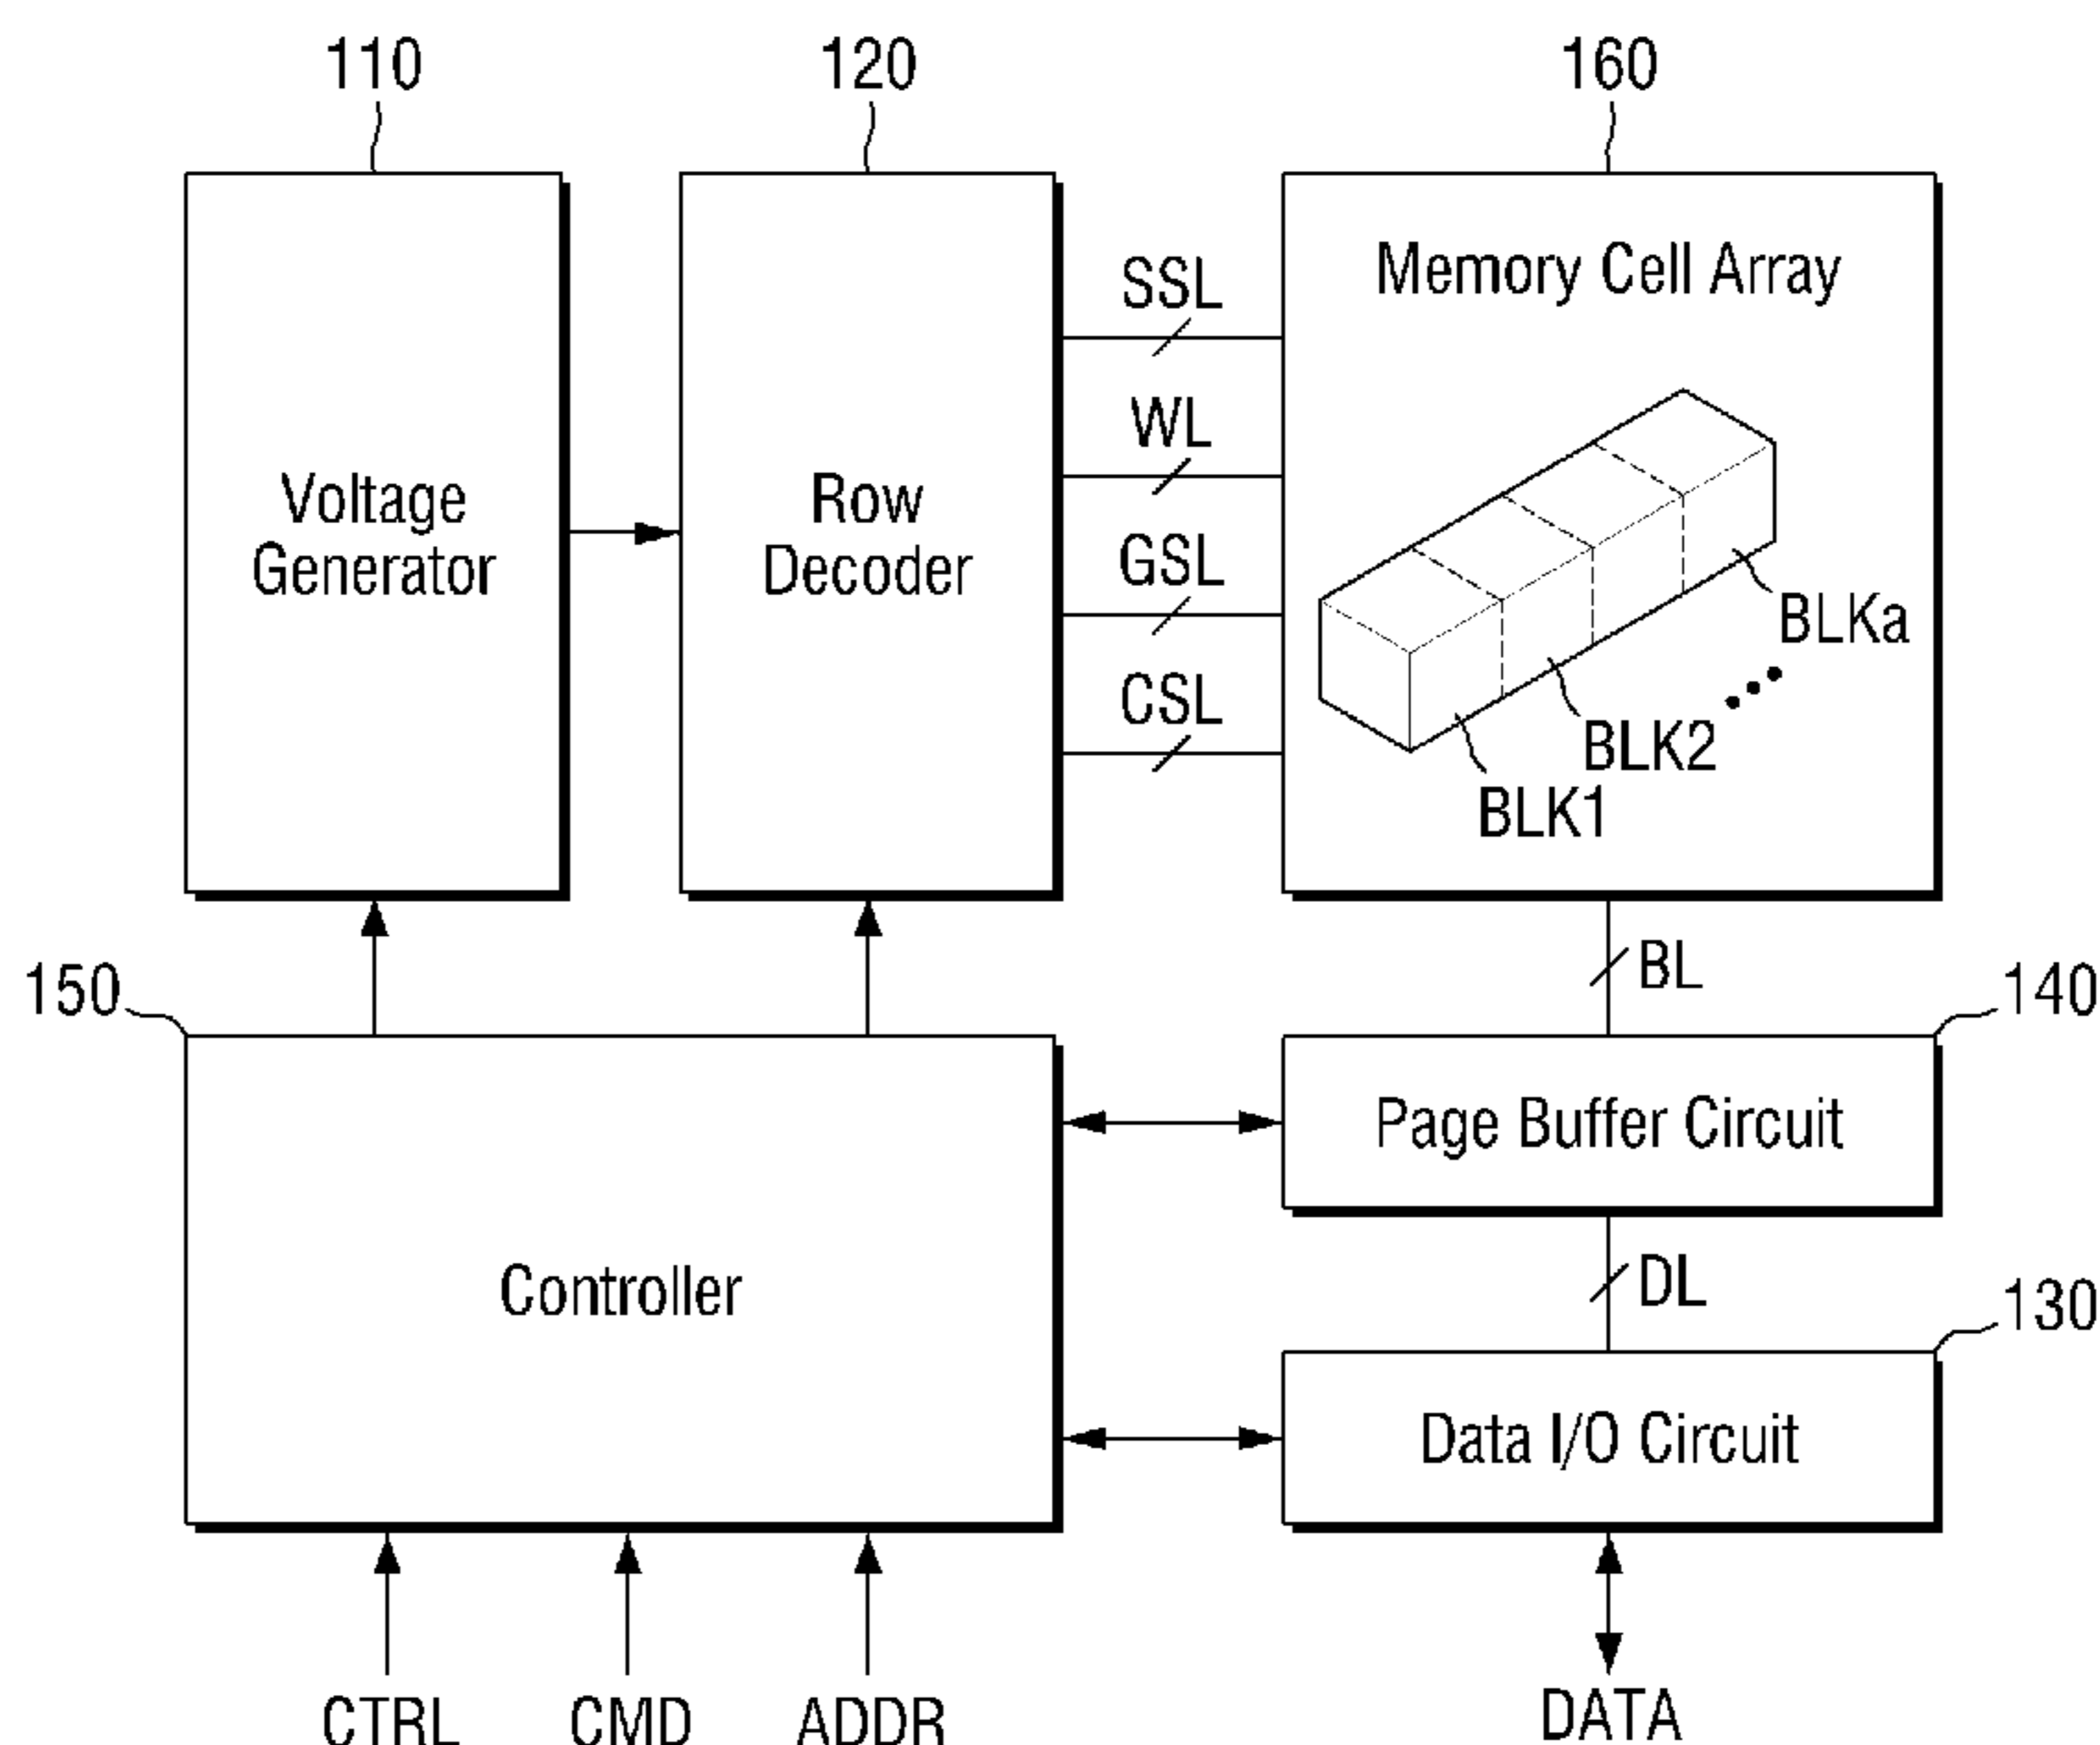 110
120
160
Voltage
Generator
Row
Decoder
SSL
WL
GSL
CSL
Memory Cell Array
BLKa
BLK2
BLK1
BL
150
140
Controller
Page Buffer Circuit
DL
130
Data I/O Circuit
CTRL
CMD
ADDR
DATA